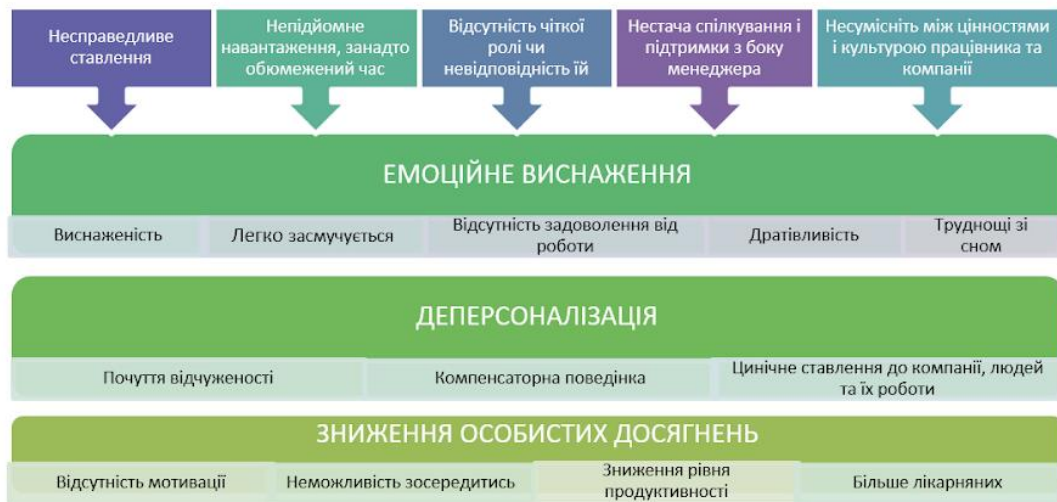 Несправедливе
ставлення
Непідйомне
навантаження, занадто
обюмежений час
Відсутність чіткої
ролі чи
невідповідність їй
Нестача спілкування і
підтримки з боку
менеджера
Несумісніть між цінностями
і культурою працівника та
компанії
ЕМОЦІЙНЕ ВИСНАЖЕННЯ
Виснаженість
Легко засмучується
Відсутність задоволення від
роботи
Дратівливість
Труднощі зі
сном
ДЕПЕРСОНАЛІЗАЦІЯ
Почуття відчуженості
Компенсаторна поведінка
Цинічне ставлення до компанії, людей
та їх роботи
ЗНИЖЕННЯ ОСОБИСТИХ ДОСЯГНЕНЬ
Відсутність мотивації
Неможливість зосередитись
Зниження рівня
продуктивності
Більше лікарняних